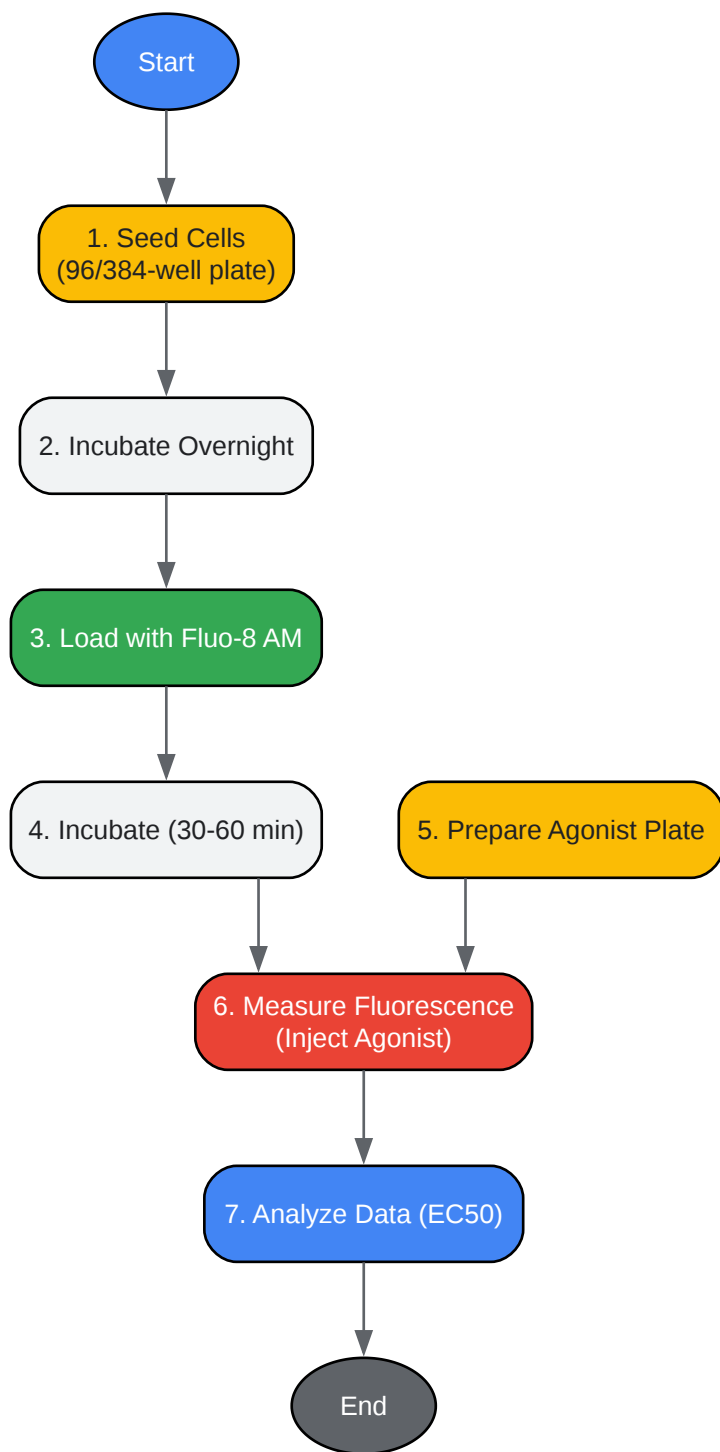 Start
1. Seed Cells
(96/384-well plate)
2. Incubate Overnight
3. Load with Fluo-8 AM
4. Incubate (30-60 min)
5. Prepare Agonist Plate
6. Measure Fluorescence
(Inject Agonist)
7. Analyze Data (EC50)
End